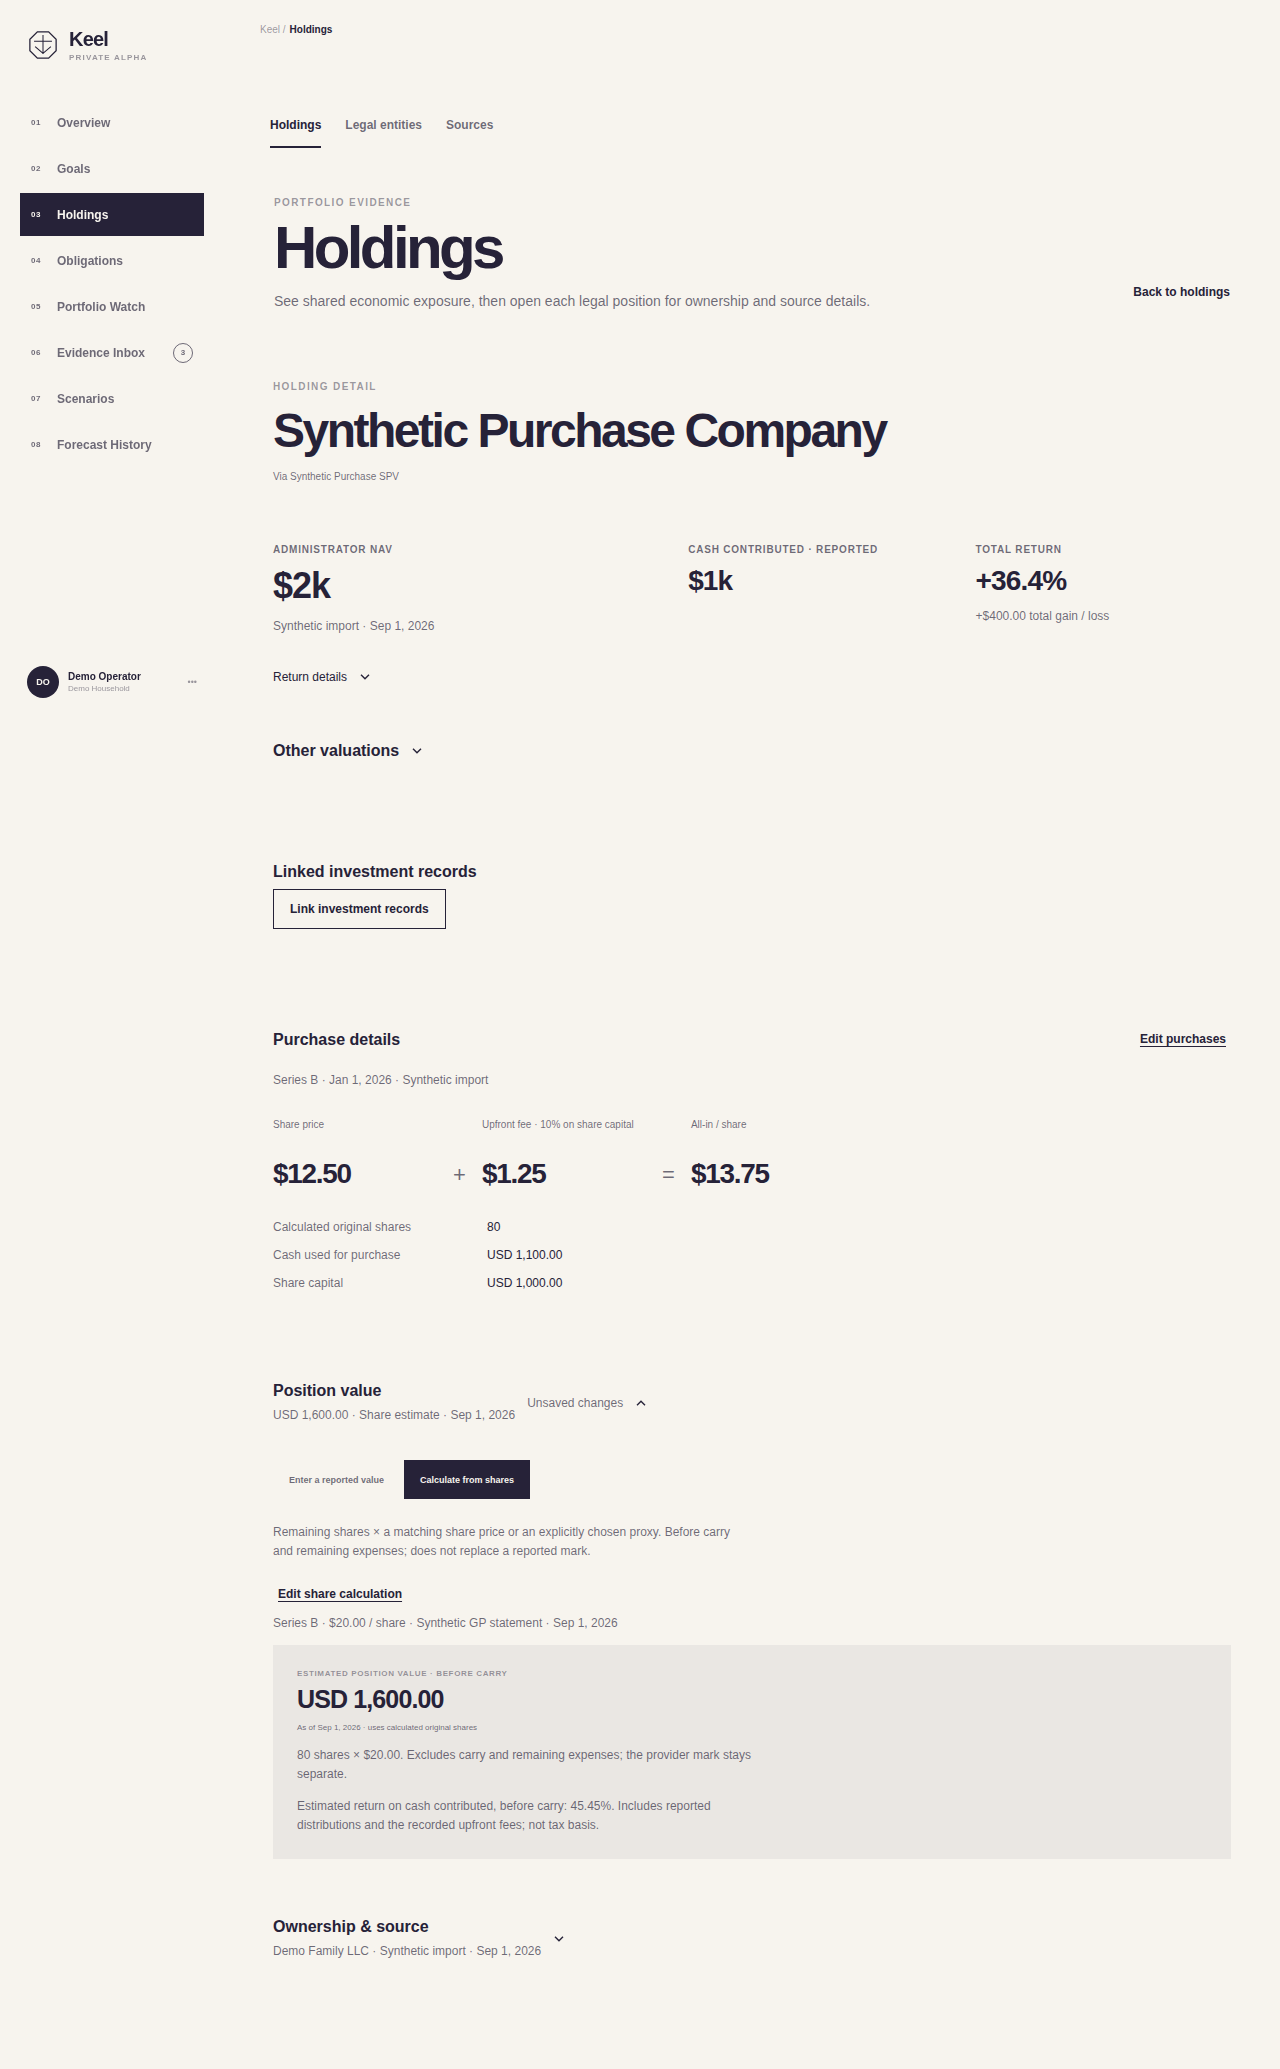 Keel
PRIVATE ALPHA
01 Overview
02 Goals
03 Holdings
04 Obligations
05 Portfolio Watch
06 Evidence Inbox 3
07 Scenarios
08 Forecast History
DO
Demo Operator
Demo Household
•••
Keel / Holdings
Holdings Legal entities Sources
PORTFOLIO EVIDENCE
Holdings
See shared economic exposure, then open each legal position for ownership and source details.
Back to holdings
HOLDING DETAIL
Synthetic Purchase Company
Via Synthetic Purchase SPV
ADMINISTRATOR NAV
$2k
Synthetic import · Sep 1, 2026
CASH CONTRIBUTED · REPORTED
$1k
TOTAL RETURN
+36.4%
+$400.00 total gain / loss
Return details
Other valuations
Linked investment records
Link investment records
Purchase details
Edit purchases
Series B · Jan 1, 2026 · Synthetic import
Share price Upfront fee · 10% on share capital All-in / share
$12.50 + $1.25 = $13.75
Calculated original shares 80
Cash used for purchase USD 1,100.00
Share capital USD 1,000.00
Position value
USD 1,600.00 · Share estimate · Sep 1, 2026
Unsaved changes
Enter a reported value Calculate from shares
Remaining shares × a matching share price or an explicitly chosen proxy. Before carry
and remaining expenses; does not replace a reported mark.
Edit share calculation
Series B · $20.00 / share · Synthetic GP statement · Sep 1, 2026
ESTIMATED POSITION VALUE · BEFORE CARRY
USD 1,600.00
As of Sep 1, 2026 · uses calculated original shares
80 shares × $20.00. Excludes carry and remaining expenses; the provider mark stays
separate.
Estimated return on cash contributed, before carry: 45.45%. Includes reported
distributions and the recorded upfront fees; not tax basis.
Ownership & source
Demo Family LLC · Synthetic import · Sep 1, 2026